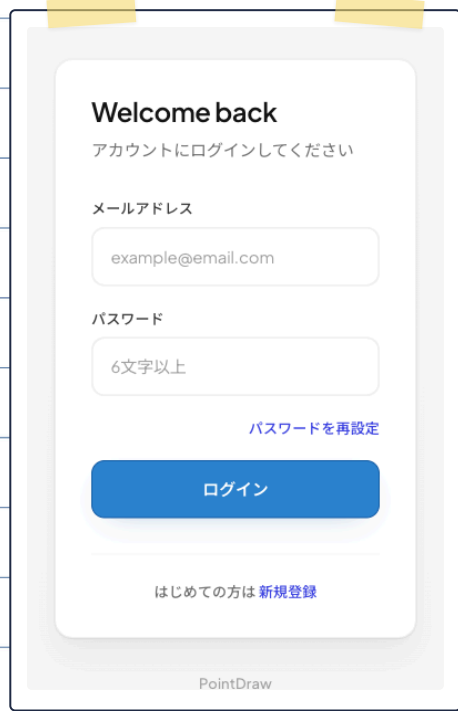 Welcome back
アカウントにログインしてください
メールアドレス
example@email.com
パスワード
6文字以上
パスワードを再設定
ログイン
はじめての方は 新規登録
PointDraw